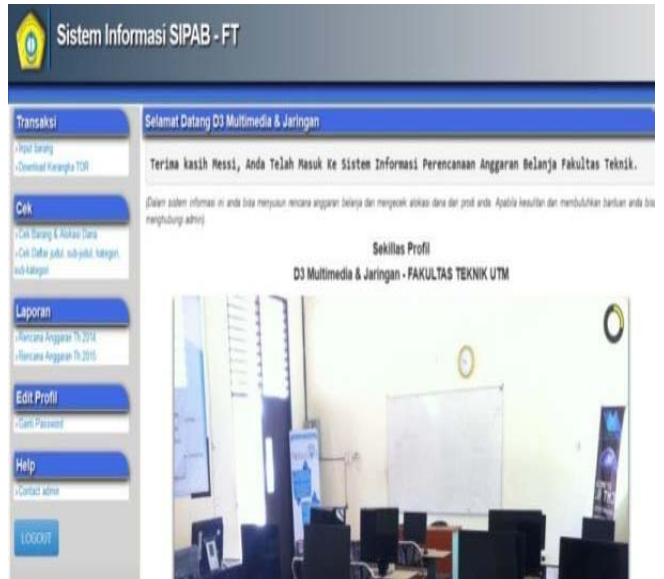 Sistem Informasi SIPAB - FT
Transaksi
Input barang
Download Kerangka TOR
Cek
Cek Barang & Alokasi Dana
Cek Daftar judul, sub-judul, kategori,
sub-kategori
Laporan
Rencana Anggaran Th 2014
Rencana Anggaran Th 2015
Edit Profil
Ganti Password
Help
Contact admin
LOGOUT
Selamat Datang D3 Multimedia & Jaringan
Terima kasih Messi, Anda Telah Masuk Ke Sistem Informasi Perencanaan Anggaran Belanja Fakultas Teknik.
(Dalam sistem informasi ini anda bisa menyusun rencana anggaran belanja dan mengecek alokasi dana dari prodi anda. Apabila kesulitan dan membutuhkan bantuan anda bisa
menghubungi admin)
Sekilas Profil
D3 Multimedia & Jaringan - FAKULTAS TEKNIK UTM